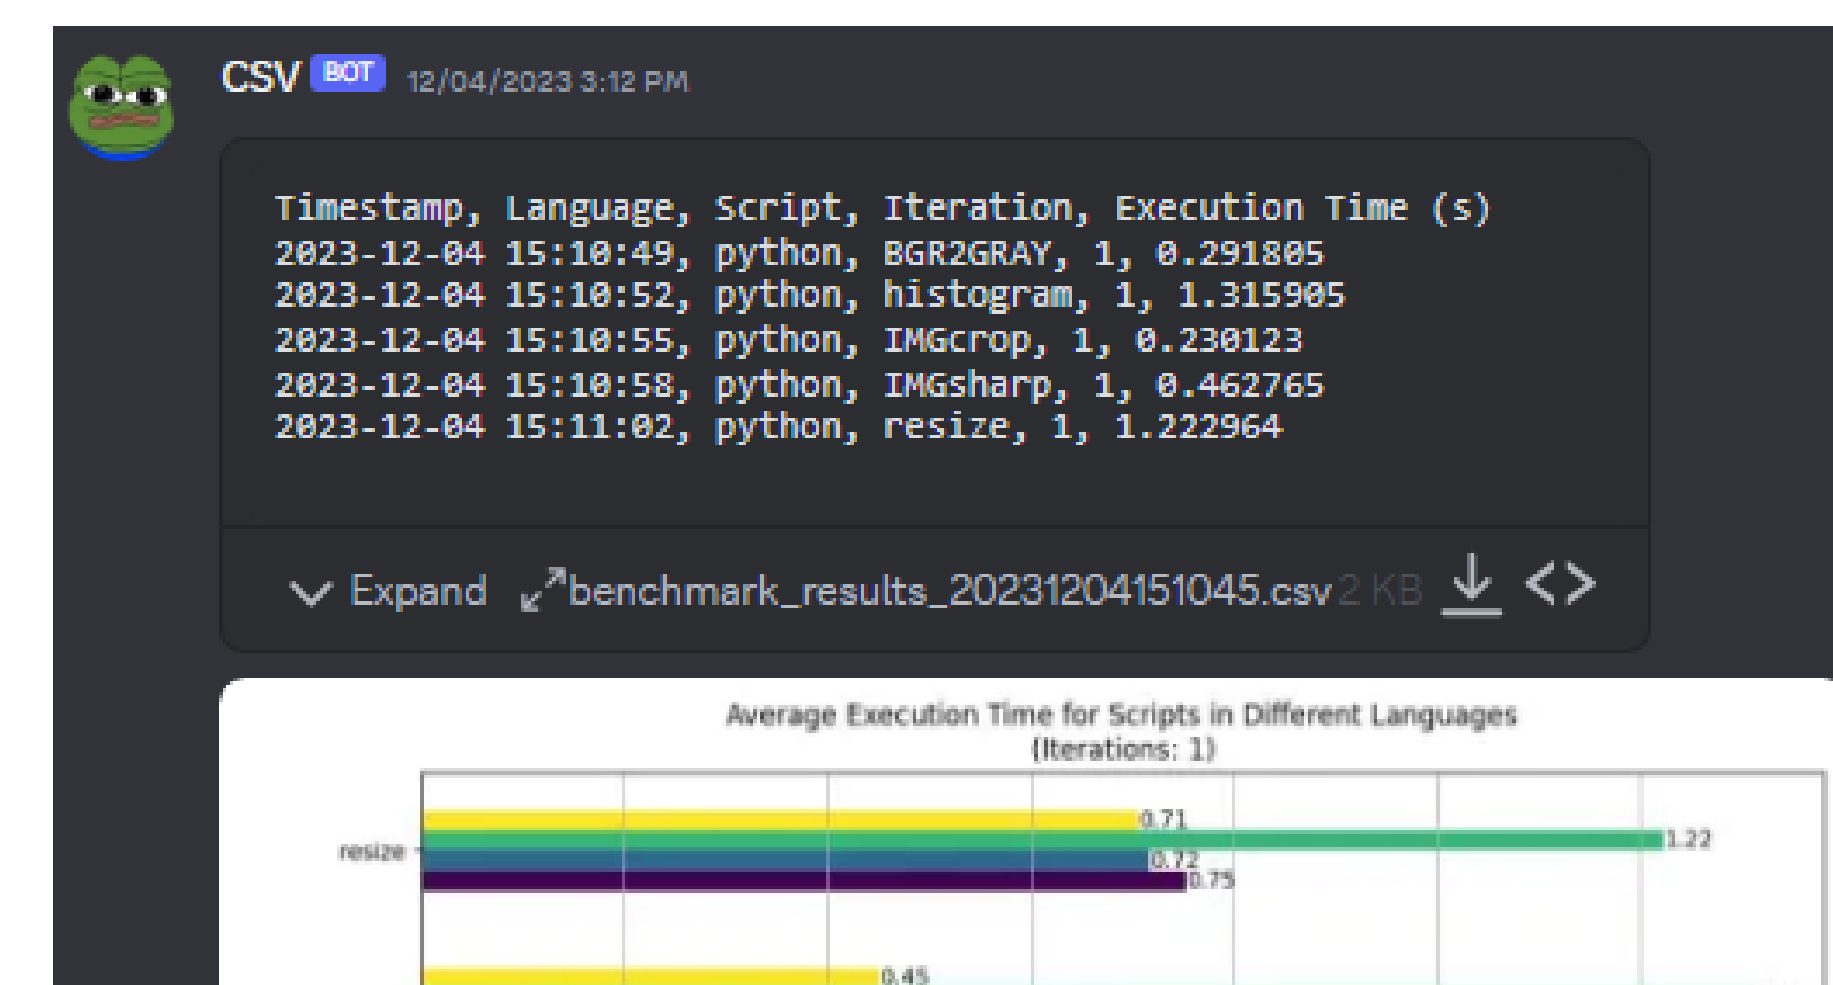 CSV BOT 12/04/2023 3:12 PM
Timestamp, Language, Script, Iteration, Execution Time (s)
2023-12-04 15:10:49, python, BGR2GRAY, 1, 0.291805
2023-12-04 15:10:52, python, histogram, 1, 1.315905
2023-12-04 15:10:55, python, IMGcrop, 1, 0.230123
2023-12-04 15:10:58, python, IMGsharp, 1, 0.462765
2023-12-04 15:11:02, python, resize, 1, 1.222964
Expand benchmark_results_20231204151045.csv 2 KB
Average Execution Time for Scripts in Different Languages
(Iterations: 1)
0.71
1.22
resize
0.72
0.75
0.45